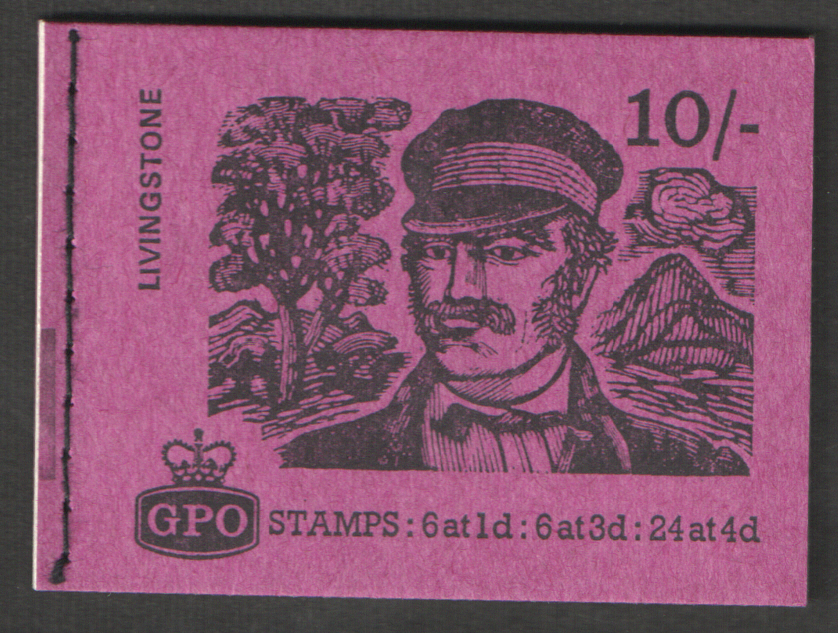 LIVINGSTONE
10/-
GPO
STAMPS: 6 at 1d: 6 at 3d: 24 at 4d